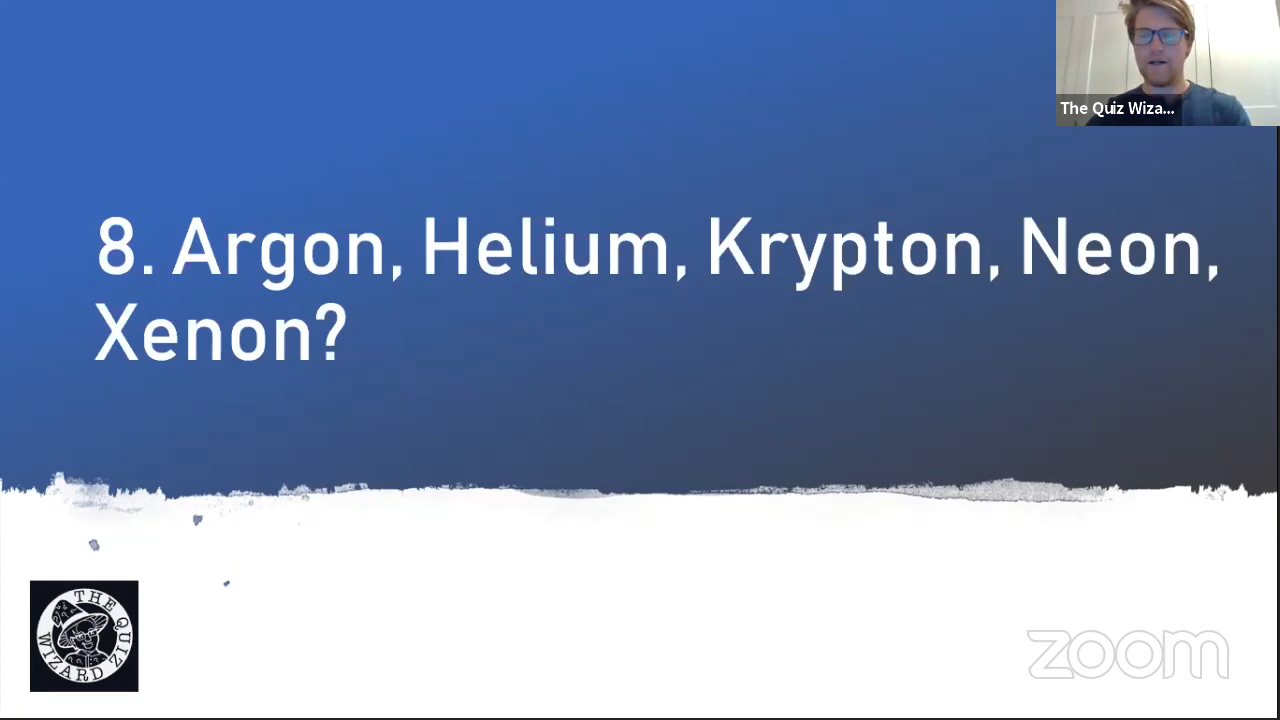 The Quiz Wiza...
8. Argon, Helium, Krypton, Neon,
Xenon?
THE QUIZ WIZARD
zoom